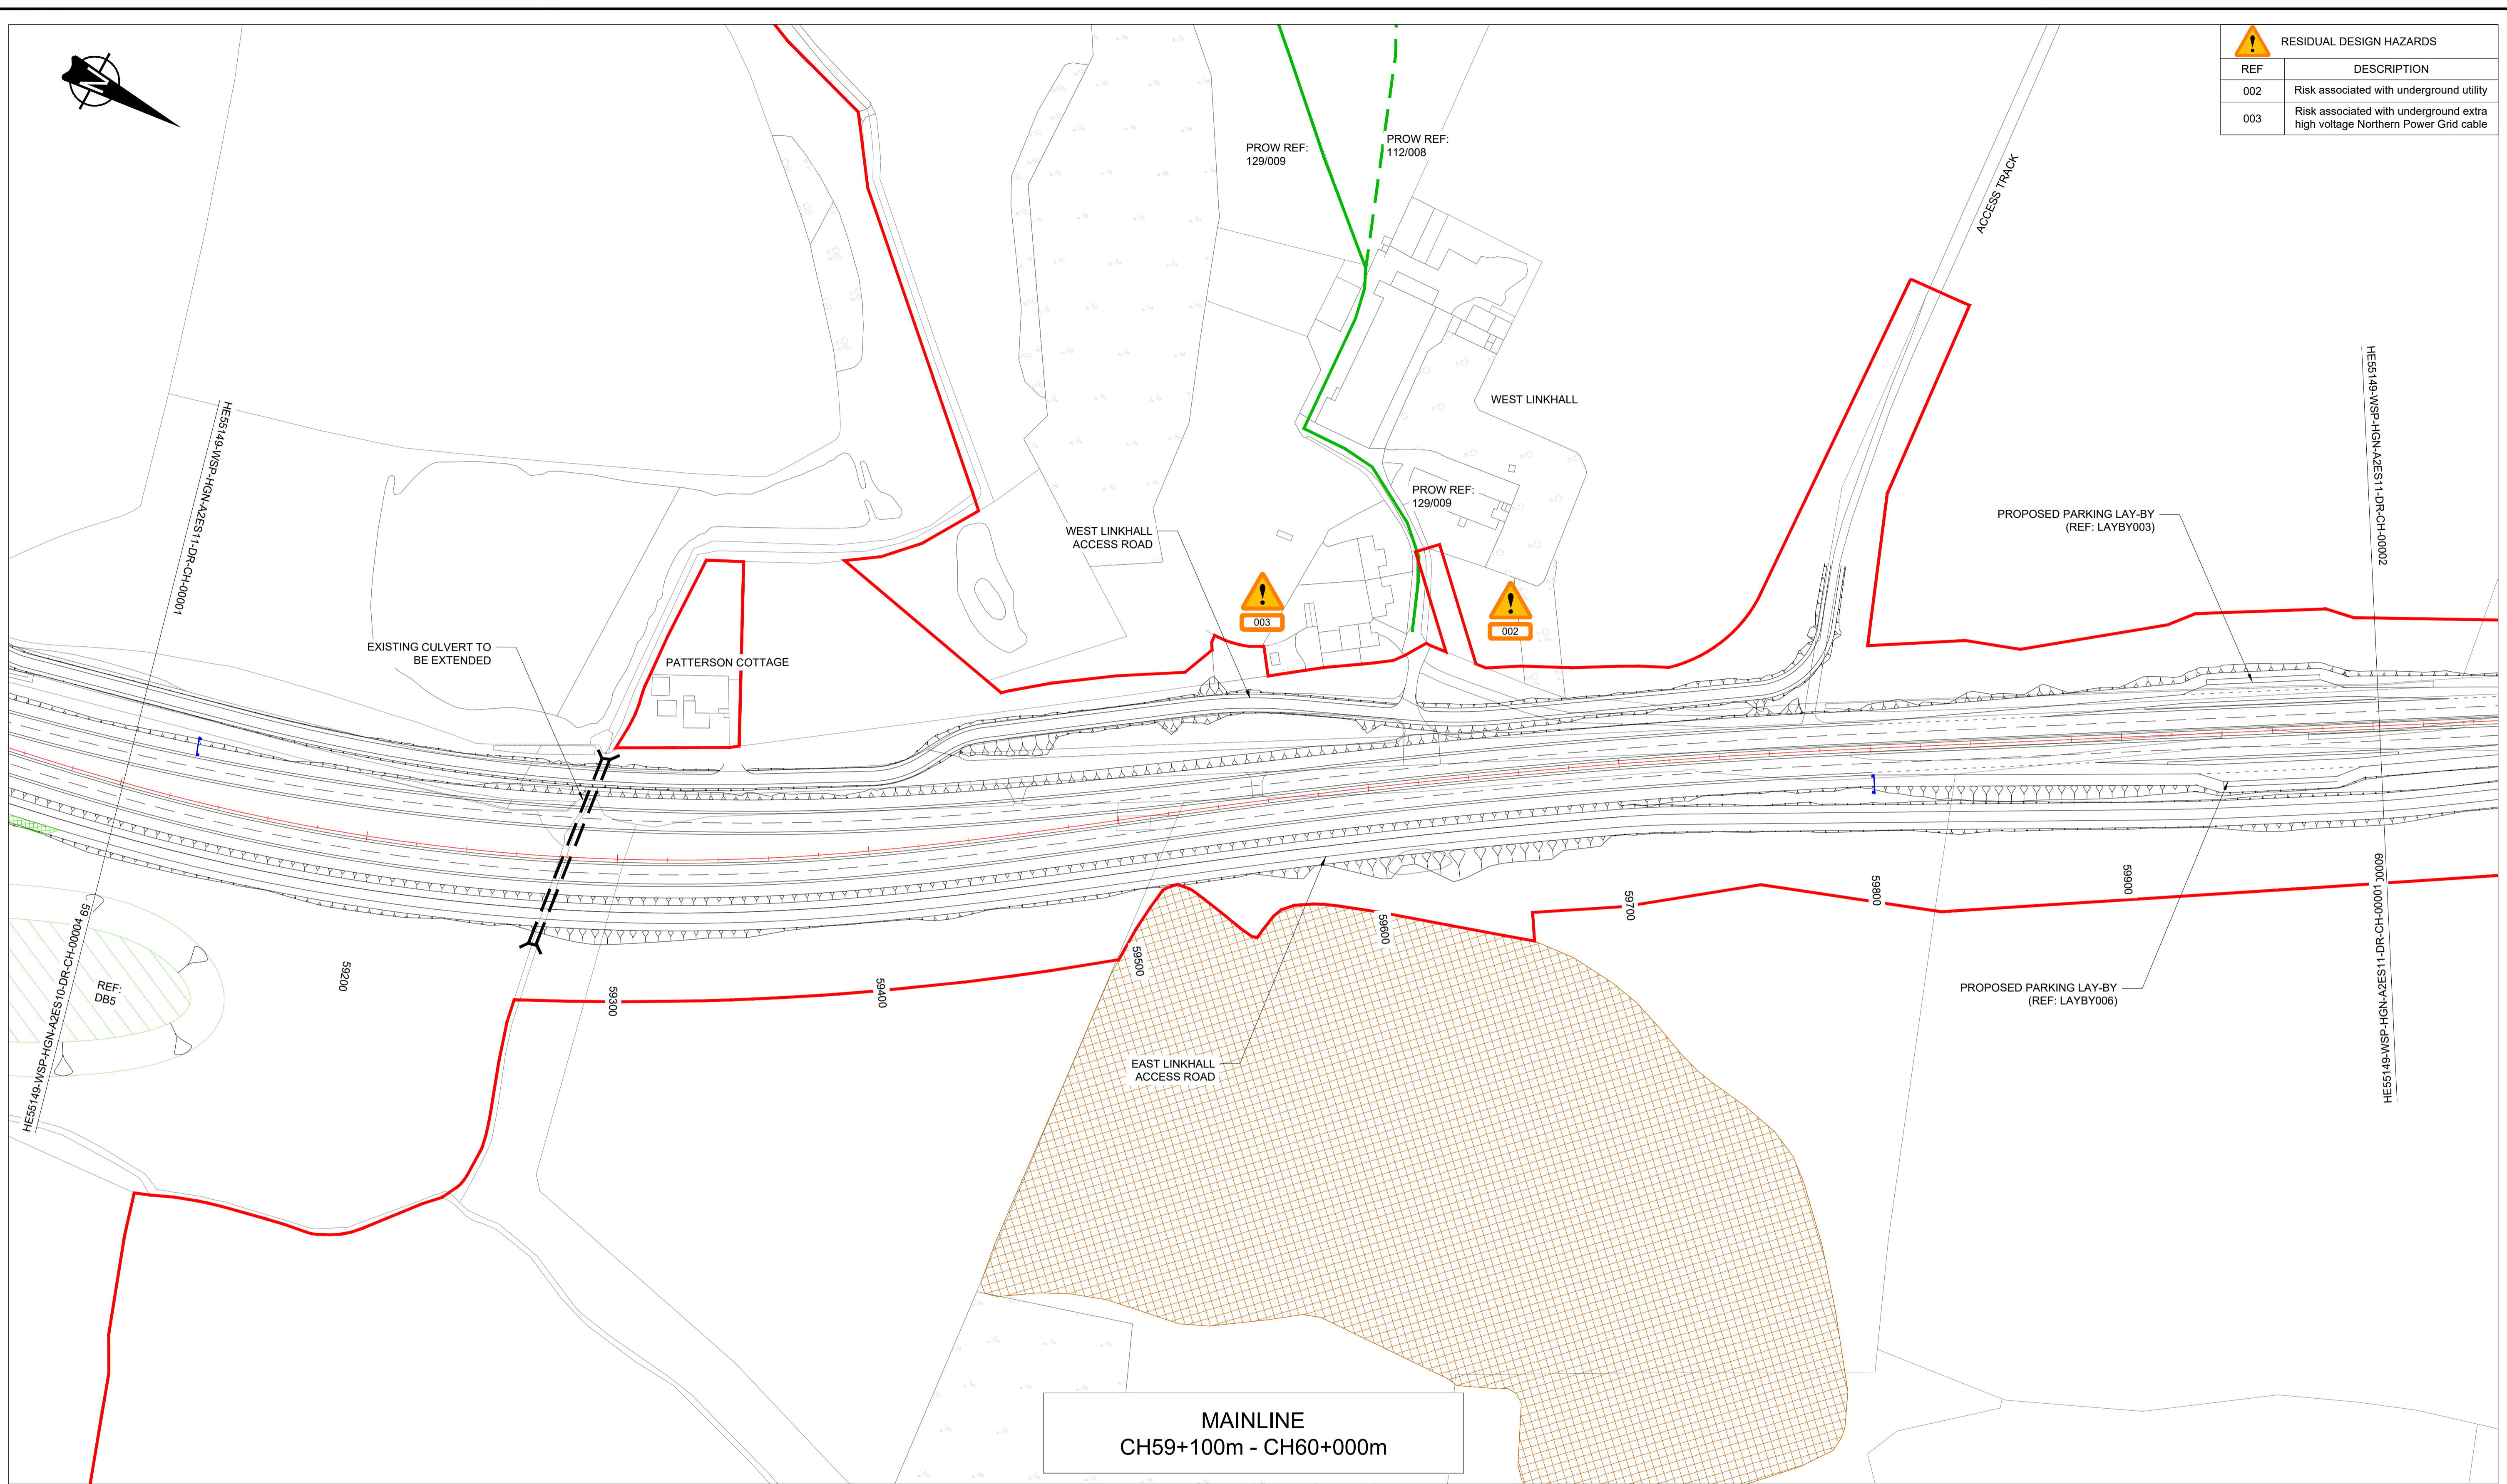 N
RESIDUAL DESIGN HAZARDS
REF
DESCRIPTION
002
Risk associated with underground utility
003
Risk associated with underground extra
high voltage Northern Power Grid cable
PROW REF:
129/009
PROW REF:
112/008
ACCESS TRACK
HE55149-WSP-HGN-A2ES11-DR-CH-00001
HE55149-WSP-HGN-A2ES11-DR-CH-00002
WEST LINKHALL
PROW REF:
129/009
WEST LINKHALL
ACCESS ROAD
PROPOSED PARKING LAY-BY
(REF: LAYBY003)
003
002
EXISTING CULVERT TO
BE EXTENDED
PATTERSON COTTAGE
HE55149-WSP-HGN-A2ES10-DR-CH-00004
59
REF:
DB5
59200
59300
59400
59500
59600
59700
59800
59900
60000
HE55149-WSP-HGN-A2ES11-DR-CH-00001
PROPOSED PARKING LAY-BY
(REF: LAYBY006)
EAST LINKHALL
ACCESS ROAD
MAINLINE
CH59+100m - CH60+000m